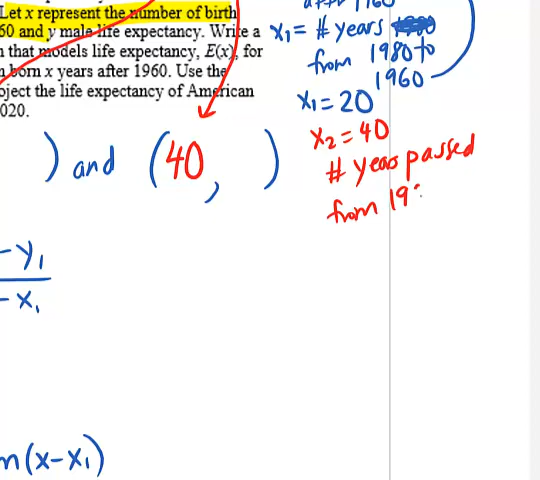 Let x represent the number of birth
60 and y male life expectancy. Write a
that models life expectancy, E(x), for
born x years after 1960. Use the
oject the life expectancy of American
020.
x₁ = # years
from 1980 to
1960
x₁ = 20
x₂ = 40
# years passed
from 19
) and (40, )
-y₁
-x₁
(x-x₁)